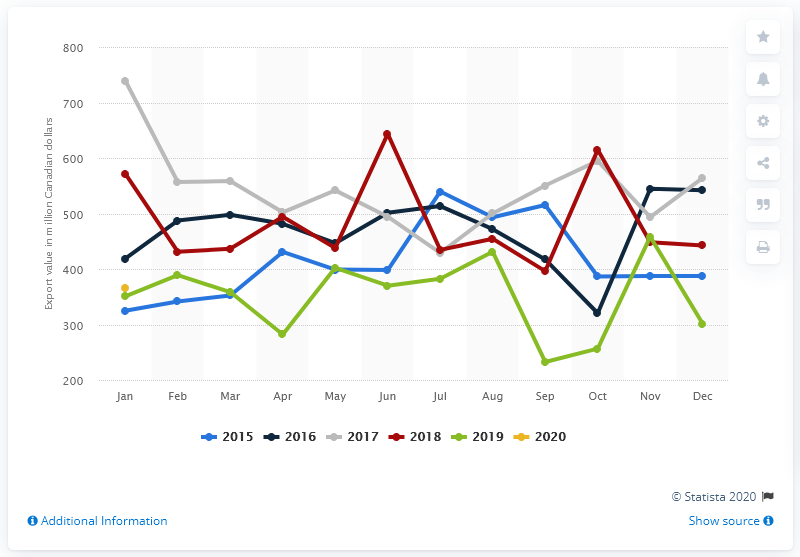 800
700
600
500
400
300
200
Export value in million Canadian dollars
Jan Feb Mar Apr May Jun Jul Aug Sep Oct Nov Dec
2015 2016 2017 2018 2019 2020
© Statista 2020
Additional Information
Show source